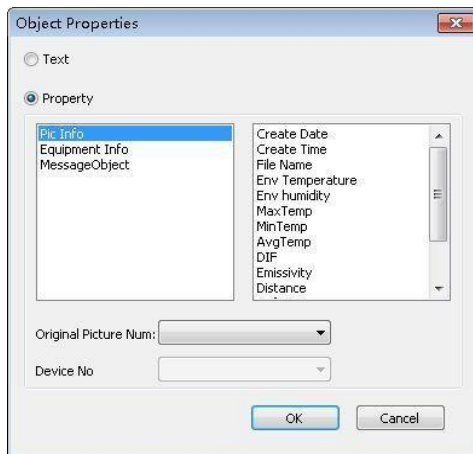 Object Properties
Text
Property
Pic Info
Equipment Info
MessageObject
Create Date
Create Time
File Name
Env Temperature
Env humidity
MaxTemp
MinTemp
AvgTemp
DIF
Emissivity
Distance
Original Picture Num:
Device No
OK
Cancel